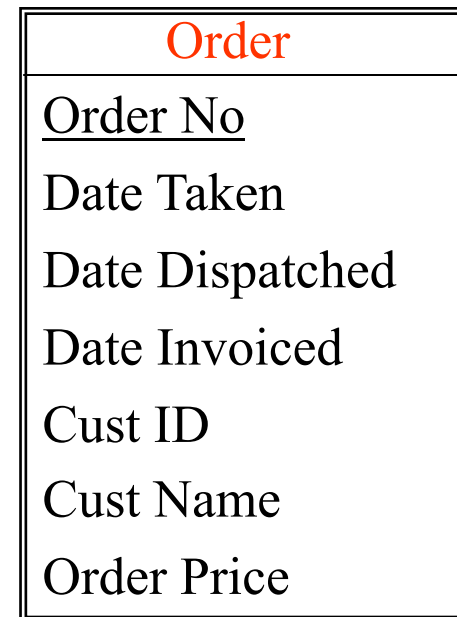 Order
Order No
Date Taken
Date Dispatched
Date Invoiced
Cust ID
Cust Name
Order Price